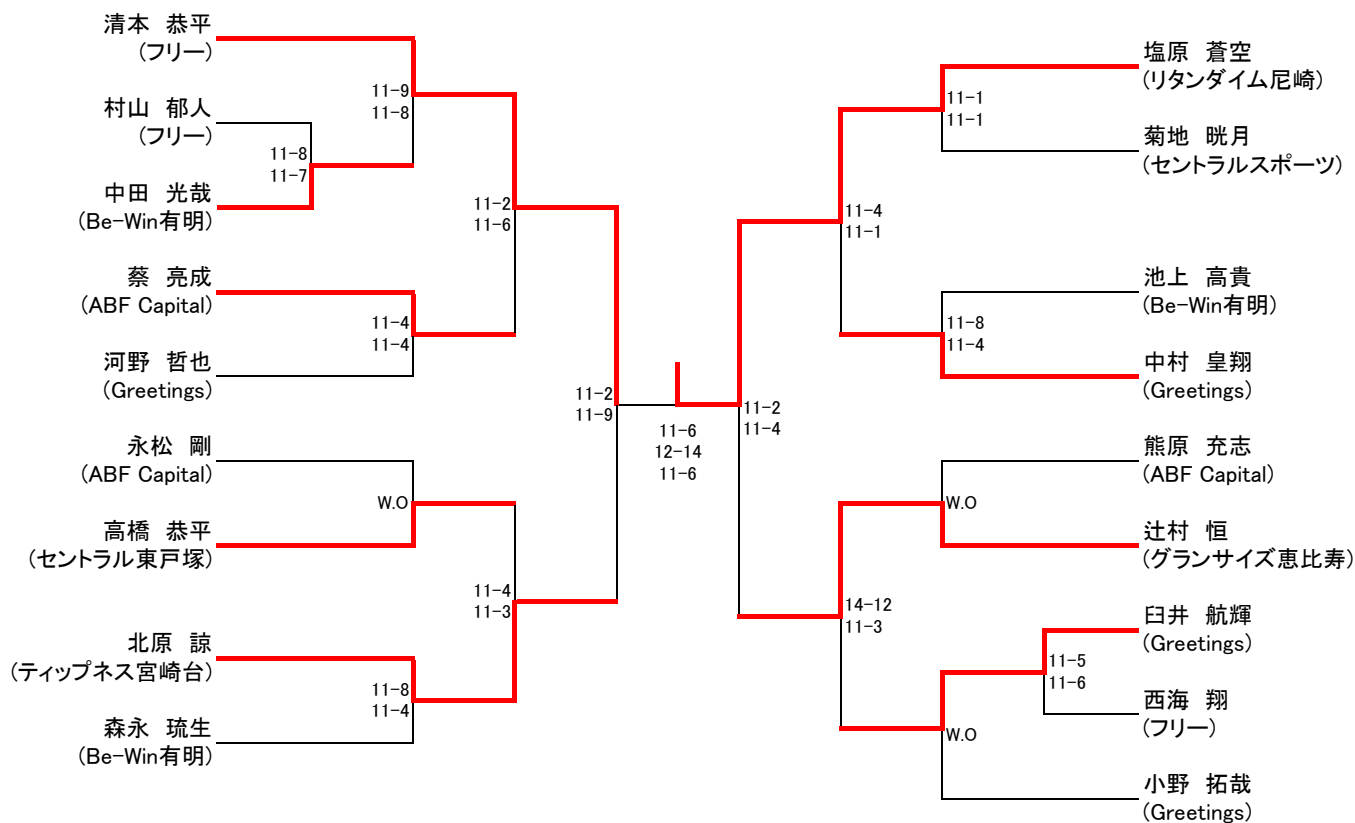 清本 恭平
(フリー)
村山 郁人
(フリー)
中田 光哉
(Be-Win有明)
蔡 亮成
(ABF Capital)
河野 哲也
(Greetings)
永松 剛
(ABF Capital)
高橋 恭平
(セントラル東戸塚)
北原 諒
(ティップネス宮崎台)
森永 琉生
(Be-Win有明)
11-8
11-7
11-9
11-8
11-4
11-4
W.O
11-8
11-4
11-2
11-6
11-4
11-3
11-2
11-9
11-6
12-14
11-6
11-2
11-4
11-4
11-1
14-12
11-3
11-1
11-1
11-8
11-4
W.O
W.O
11-5
11-6
塩原 蒼空
(リタンダイム尼崎)
菊地 晄月
(セントラルスポーツ)
池上 高貴
(Be-Win有明)
中村 皇翔
(Greetings)
熊原 充志
(ABF Capital)
辻村 恒
(グランサイズ恵比寿)
臼井 航輝
(Greetings)
西海 翔
(フリー)
小野 拓哉
(Greetings)